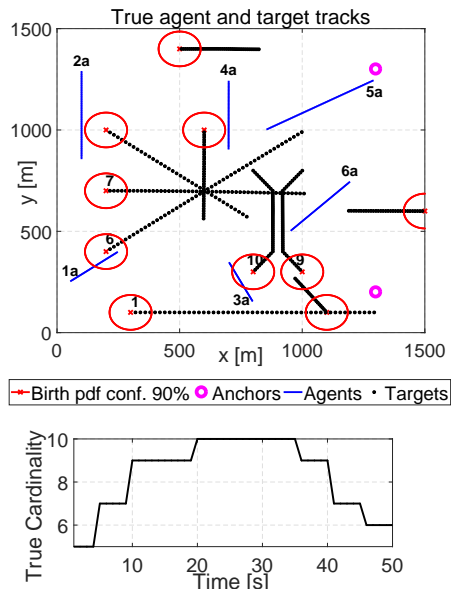 True agent and target tracks
2a
4a
5a
7
6a
6
10
9
1a
3a
1
y [m]
1500
1000
500
0
0 500 1000 1500
x [m]
Birth pdf conf. 90% Anchors Agents Targets
True Cardinality
10
8
6
10 20 30 40 50
Time [s]